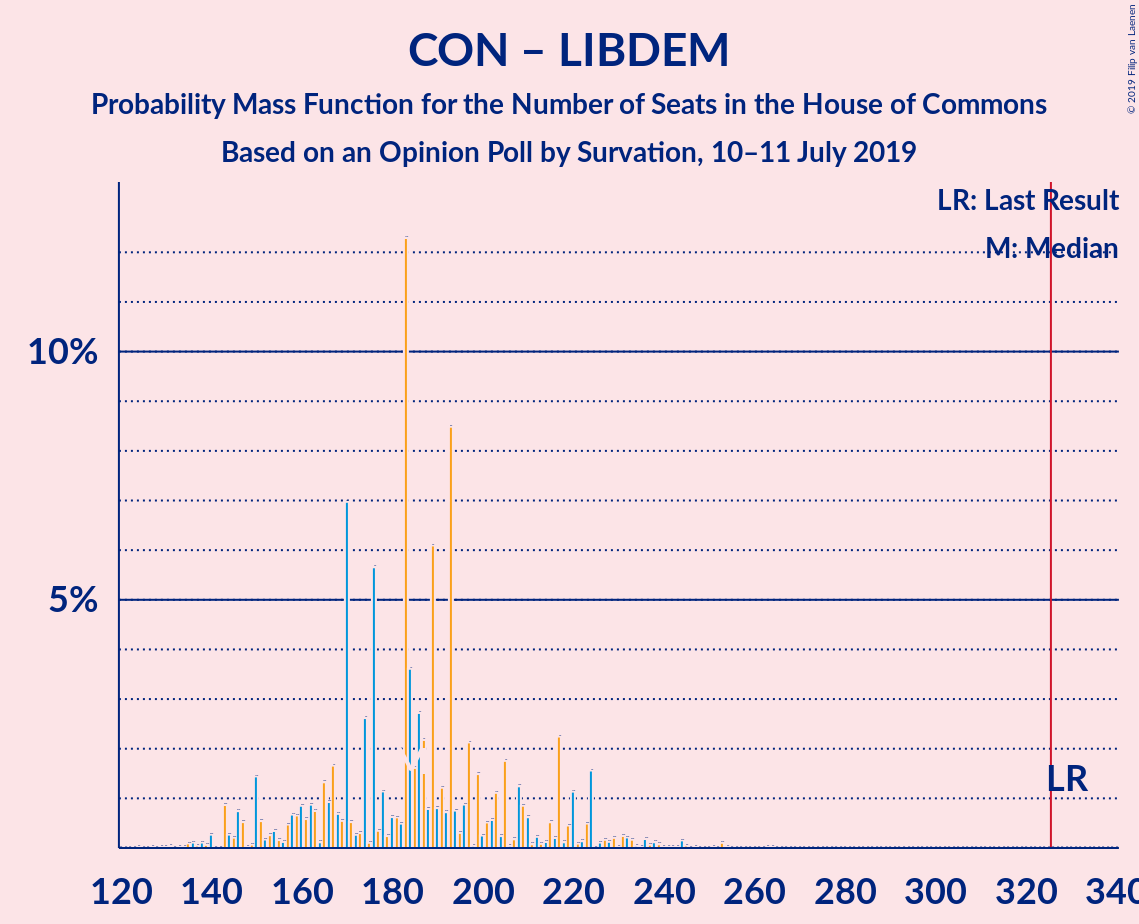 © 2019 Filip van Laenen
CON – LIBDEM
Probability Mass Function for the Number of Seats in the House of Commons
Based on an Opinion Poll by Survation, 10–11 July 2019
LR: Last Result
M: Median
10%
5%
LR
120 140 160 180 200 220 240 260 280 300 320 340